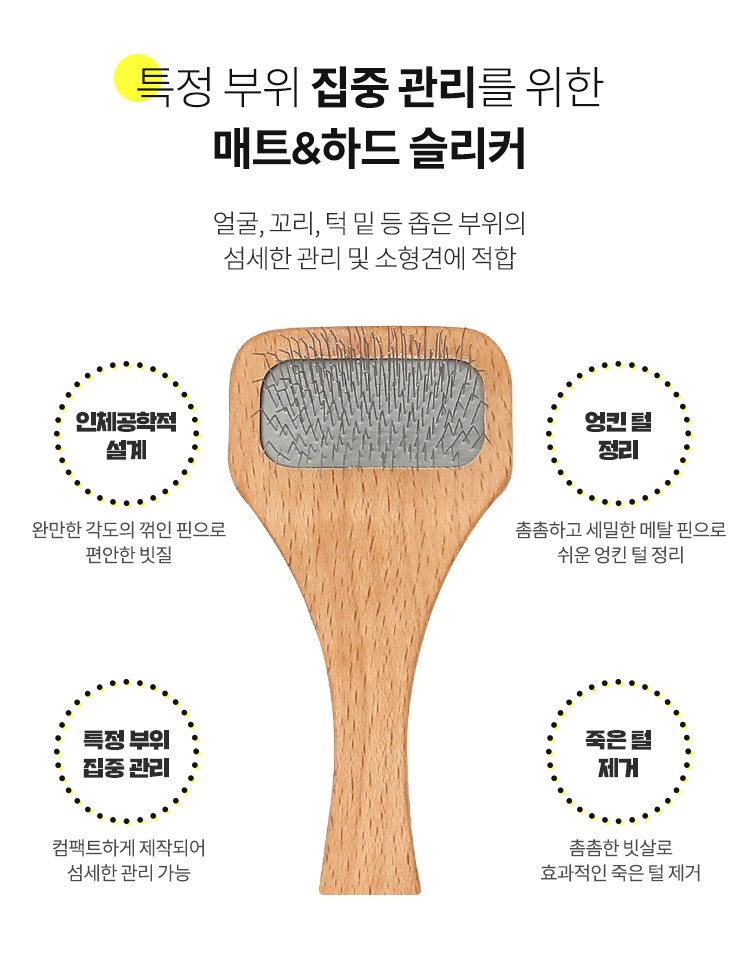 특정 부위 집중 관리를 위한
매트&하드 슬리커
얼굴, 꼬리, 턱 밑 등 좁은 부위의
섬세한 관리 및 소형견에 적합
인체공학적
설계
완만한 각도의 꺾인 핀으로
편안한 빗질
엉킨 털
정리
촘촘하고 세밀한 메탈 핀으로
쉬운 엉킨 털 정리
특정 부위
집중 관리
컴팩트하게 제작되어
섬세한 관리 가능
죽은 털
제거
촘촘한 빗살로
효과적인 죽은 털 제거